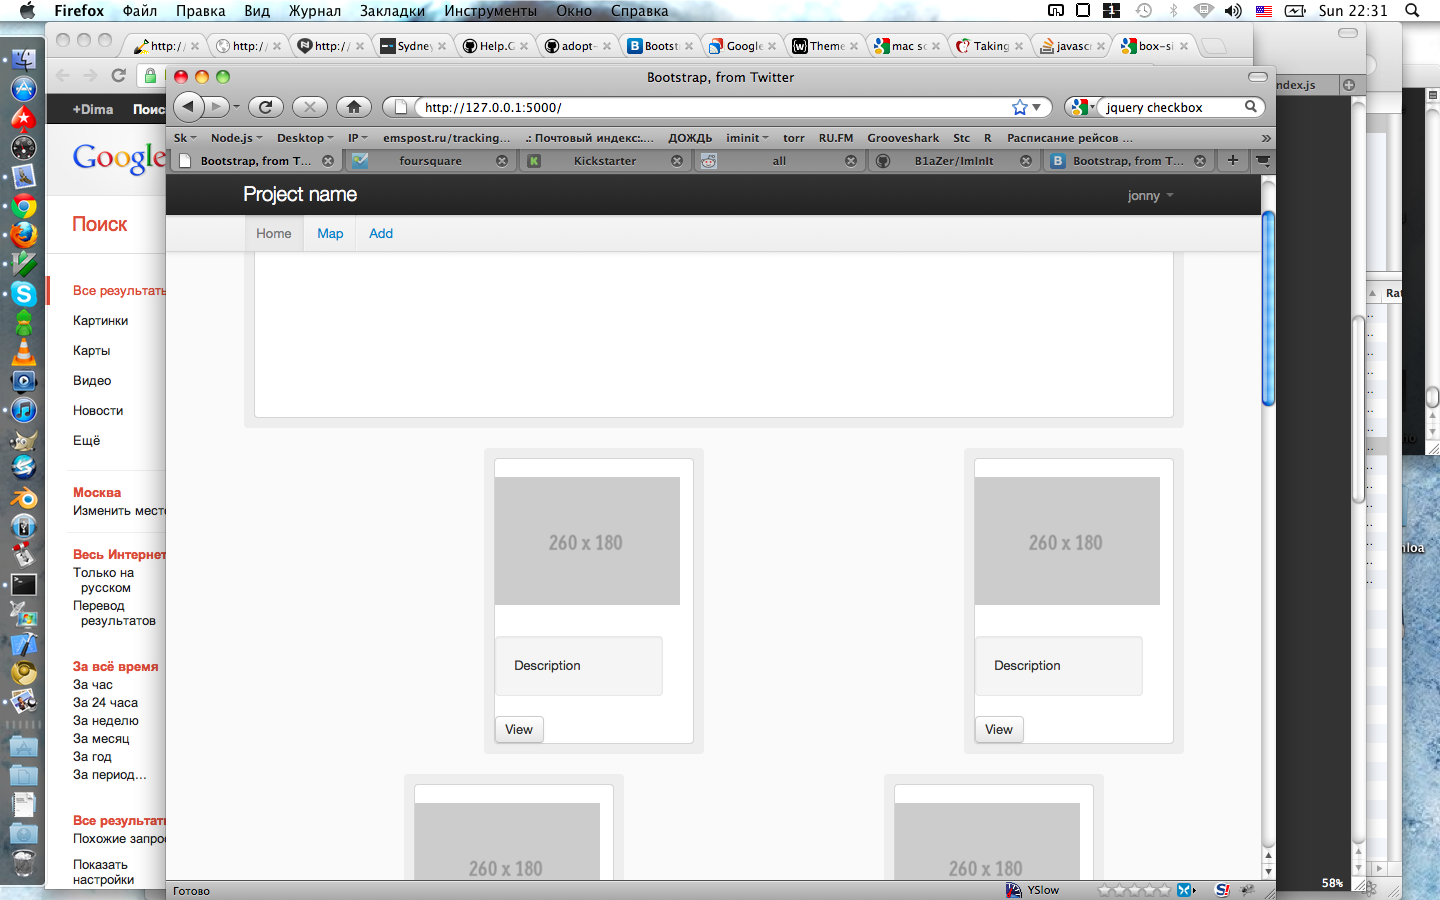 Firefox Файл Правка Вид Журнал Закладки Инструменты Окно Справка
1 Sun 22:31
http:// http:// http:// Sydney Help.G adopt- Bootst Google Theme mac sc Taking javascr box-si
Bootstrap, from Twitter
http://127.0.0.1:5000/
jquery checkbox
Sk Node.js Desktop IP emspost.ru/tracking... .: Почтовый индекс:.... ДОЖДЬ iminit torr RU.FM Grooveshark Stc R Расписание рейсов ... »
Bootstrap, from T... foursquare Kickstarter all B1aZer/ImInIt Bootstrap, from T...
ndex.js
+Dima Поис
Google
Поиск
Все результаты
Картинки
Карты
Видео
Новости
Ещё
Москва
Изменить место
Весь Интернет
Только на
русском
Перевод
результатов
За всё время
За час
За 24 часа
За неделю
За месяц
За год
За период...
Все результаты
Похожие запрос
Показать
настройки
Project name
jonny
Home Map Add
260 x 180
260 x 180
Description
Description
View
View
260 x 180
260 x 180
Готово
YSlow
58%
Rat
nloa